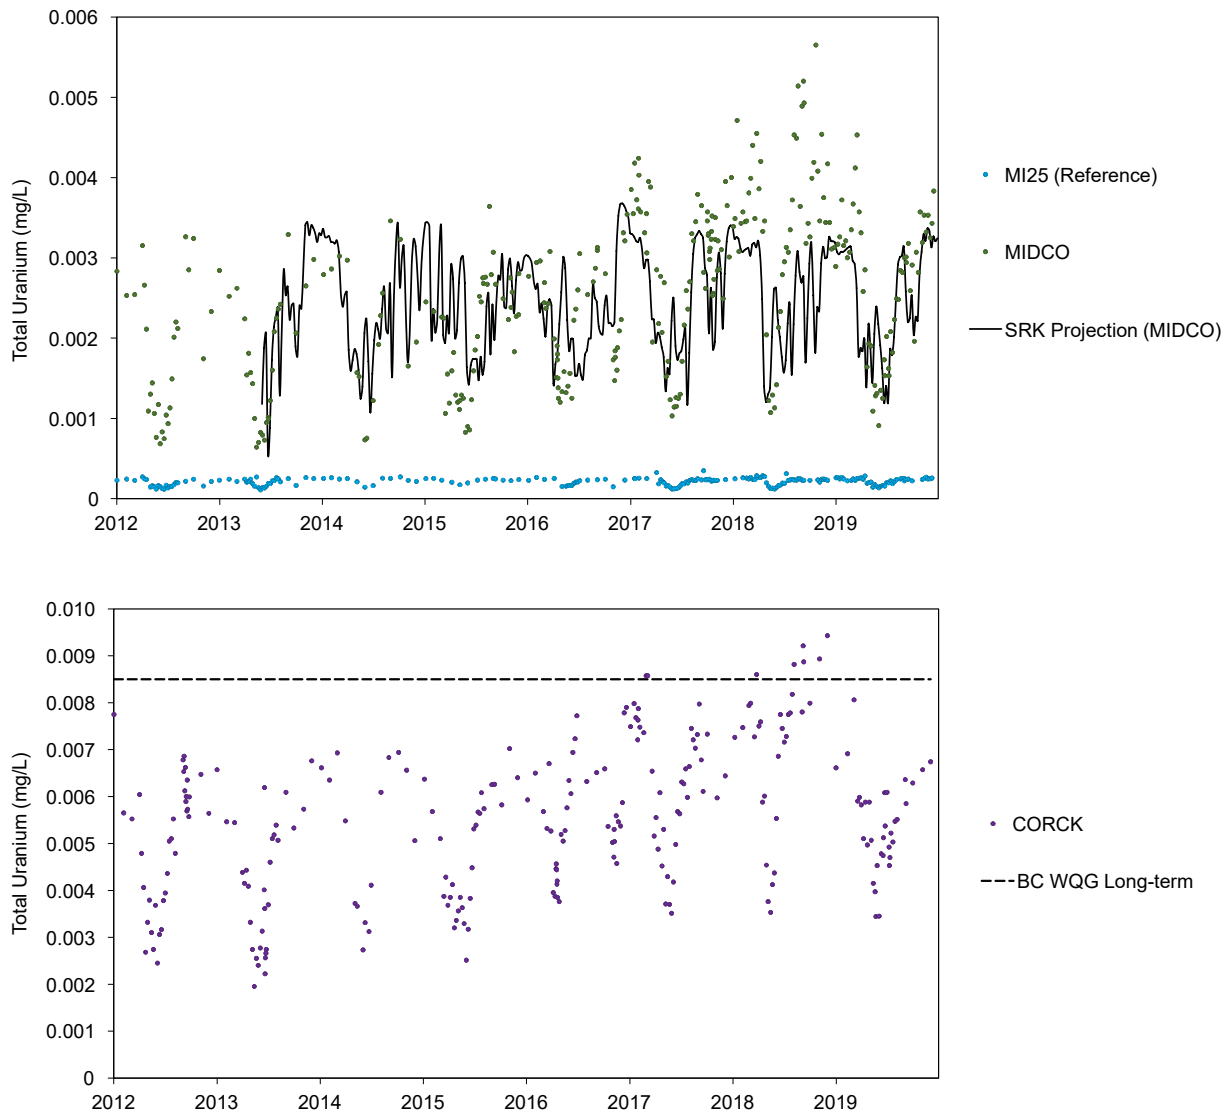 0.006
0.005
0.004
0.003
0.002
0.001
0
Total Uranium (mg/L)
2012 2013 2014 2015 2016 2017 2018 2019
MI25 (Reference)
MIDCO
SRK Projection (MIDCO)
0.010
0.009
0.008
0.007
0.006
0.005
0.004
0.003
0.002
0.001
0
Total Uranium (mg/L)
2012 2013 2014 2015 2016 2017 2018 2019
CORCK
BC WQG Long-term